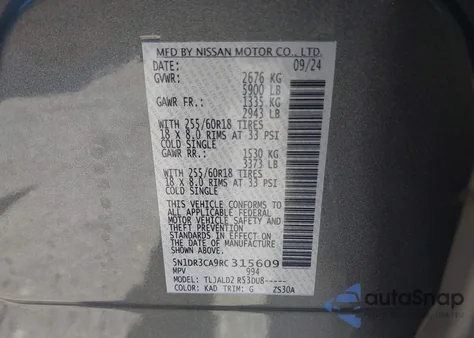 MFD BY NISSAN MOTOR CO., LTD.
DATE: 09/24
GVWR: 2676 KG
5900 LB
GAWR FR.: 1335 KG
2943 LB
WITH 255/60R18 TIRES
18 X 8.0 RIMS AT 33 PSI
COLD SINGLE
GAWR RR.: 1530 KG
3373 LB
WITH 255/60R18 TIRES
18 X 8.0 RIMS AT 33 PSI
COLD SINGLE
THIS VEHICLE CONFORMS TO
ALL APPLICABLE FEDERAL
MOTOR VEHICLE SAFETY AND
THEFT PREVENTION
STANDARDS IN EFFECT ON
THE DATE OF MANUFACTURE
SHOWN ABOVE.
5N1DR3CA9RC315609
MPV 994
MODEL: TLJALDZ R53DU8-----
COLOR: KAD TRIM: G ZS30A
autoSnap